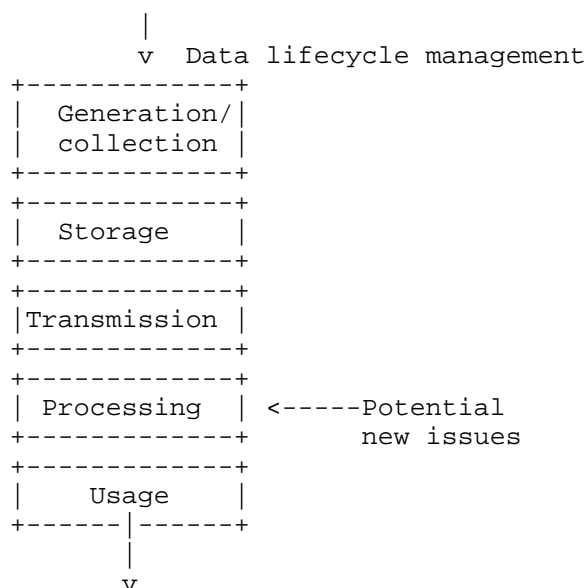 |
v  Data lifecycle management
+-------------+
|  Generation/|
|  collection |
+-------------+
+-------------+
|  Storage    |
+-------------+
+-------------+
|Transmission |
+-------------+
+-------------+
| Processing  | <-----Potential
+-------------+       new issues
+-------------+
|    Usage    |
+------|------+
|
v